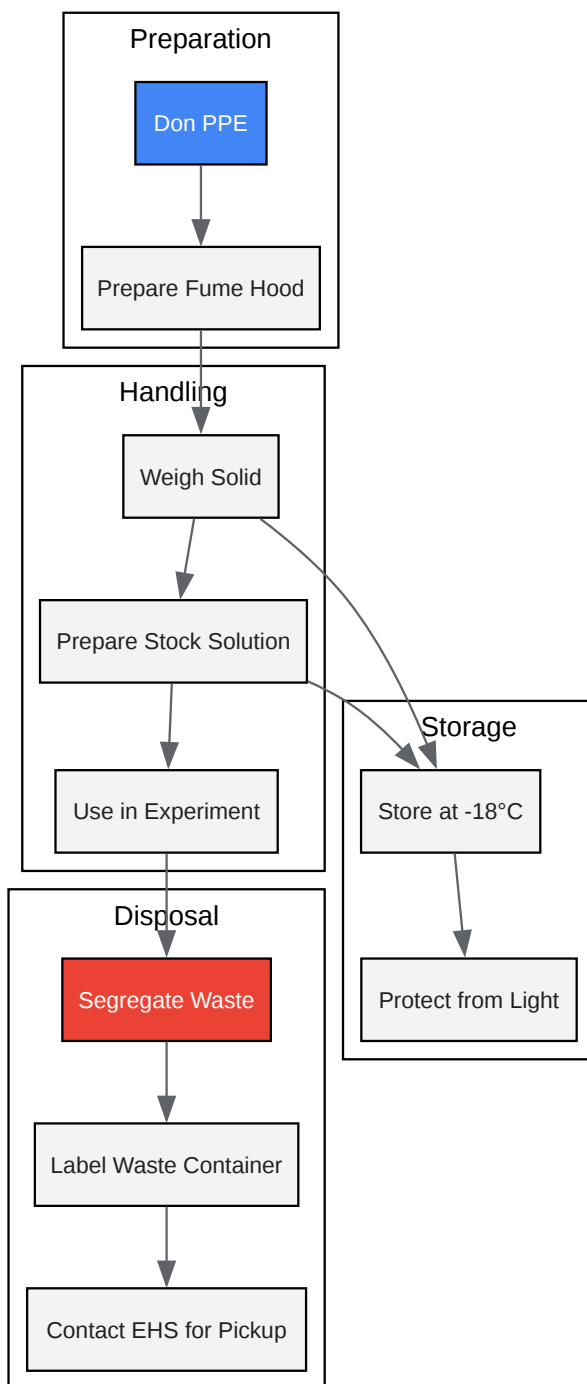 Preparation
Don PPE
Prepare Fume Hood
Handling
Weigh Solid
Prepare Stock Solution
Use in Experiment
Storage
Store at -18°C
Protect from Light
Disposal
Segregate Waste
Label Waste Container
Contact EHS for Pickup